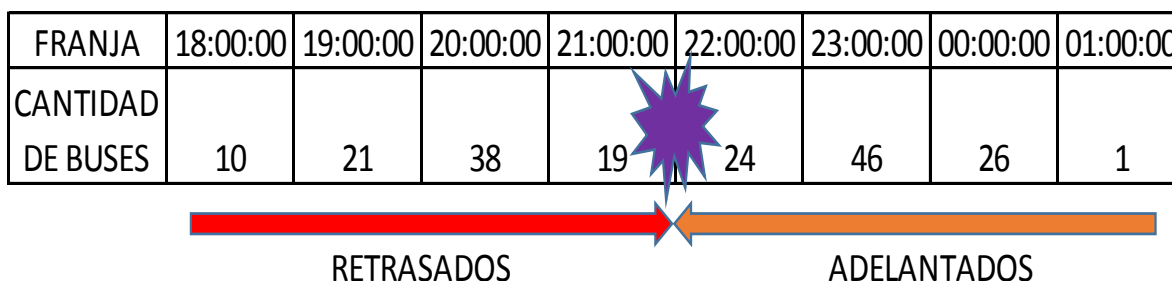 FRANJA 18:00:00 19:00:00 20:00:00 21:00:00 22:00:00 23:00:00 00:00:00 01:00:00
CANTIDAD
DE BUSES 10 21 38 19 24 46 26 1
RETRASADOS ADELANTADOS